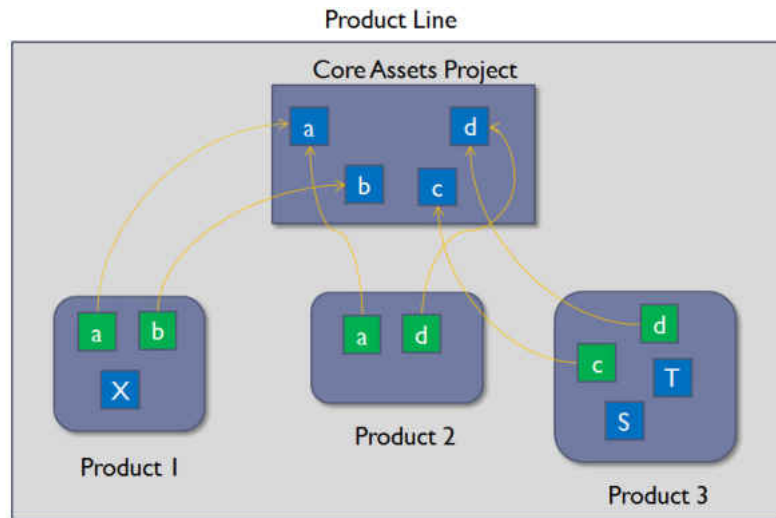 Product Line
Core Assets Project
a
d
b
c
a
b
X
a
d
d
c
T
S
Product 1
Product 2
Product 3